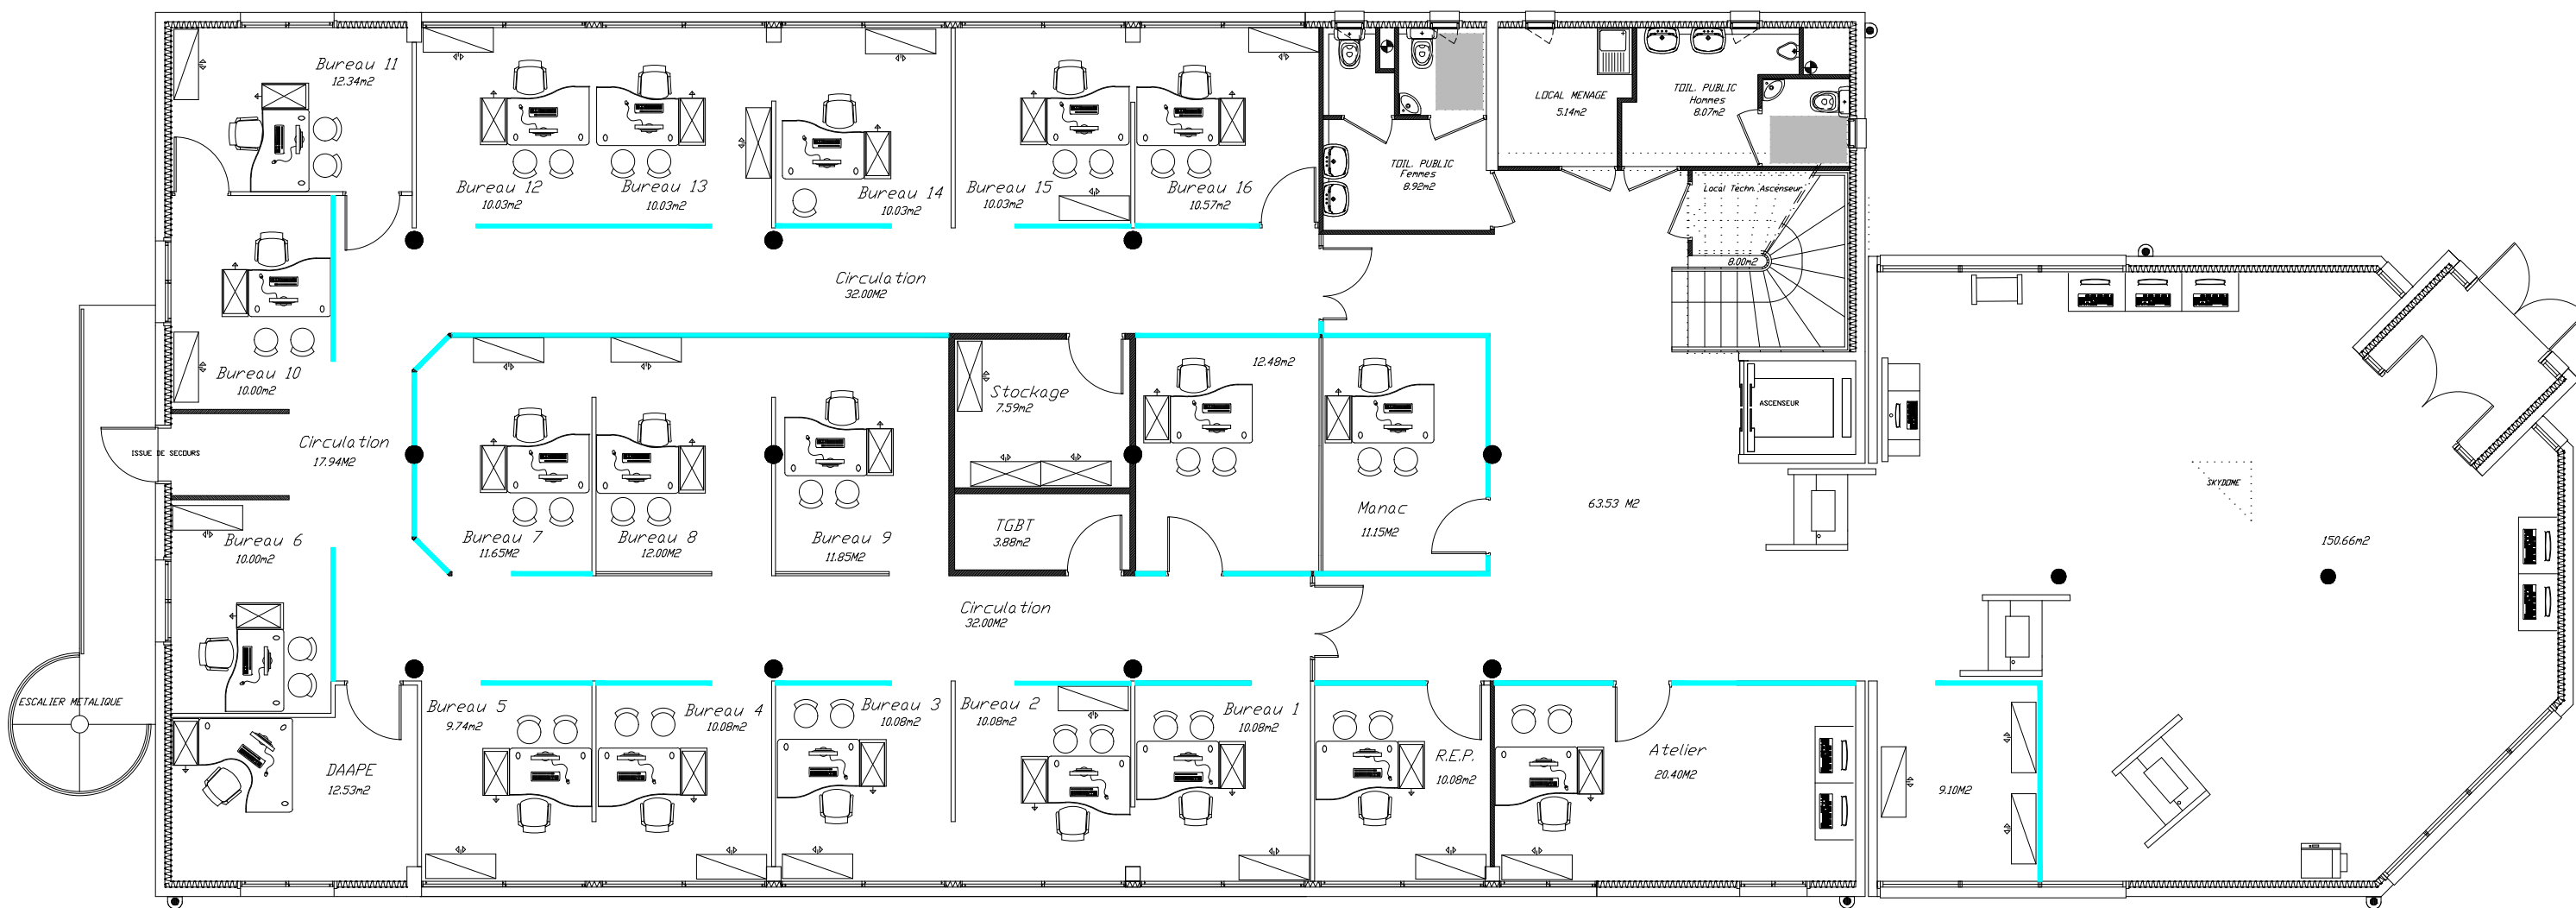 Bureau 11
12.34m2
Bureau 12
10.03m2
Bureau 13
10.03m2
Bureau 14
10.03m2
Bureau 15
10.03m2
Bureau 16
10.57m2
TOIL. PUBLIC
Femmes
8.92m2
LOCAL MENAGE
5.14m2
TOIL. PUBLIC
Hommes
8.07m2
Local Techn. Ascenseur
8.00m2
Circulation
32.00M2
Bureau 10
10.00m2
Circulation
17.94M2
ISSUE DE SECOURS
Stockage
7.59m2
12.48m2
Manac
11.15M2
ASCENSEUR
63.53 M2
SKYDOME
150.66m2
Bureau 6
10.00m2
Bureau 7
11.65M2
Bureau 8
12.00M2
Bureau 9
11.85M2
TGBT
3.88m2
Circulation
32.00M2
ESCALIER METALIQUE
DAAPE
12.53m2
Bureau 5
9.74m2
Bureau 4
10.08m2
Bureau 3
10.08m2
Bureau 2
10.08m2
Bureau 1
10.08m2
R.E.P.
10.08m2
Atelier
20.40M2
9.10M2